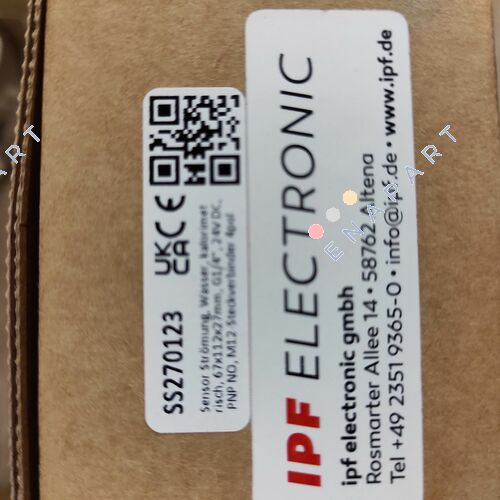 SS270123
UK
CA CE
Sensor Strömung, Wasser, kalorimet
risch, 67x112x27mm, G1/4", 24V DC,
PNP NO, M12 Steckverbinder 4pol
IPF ELECTRONIC
ipf electronic gmbh
Rosmarter Allee 14 • 58762 Altena
Tel +49 2351 9365-0 • info@ipf.de • www.ipf.de
ENAPART
ART